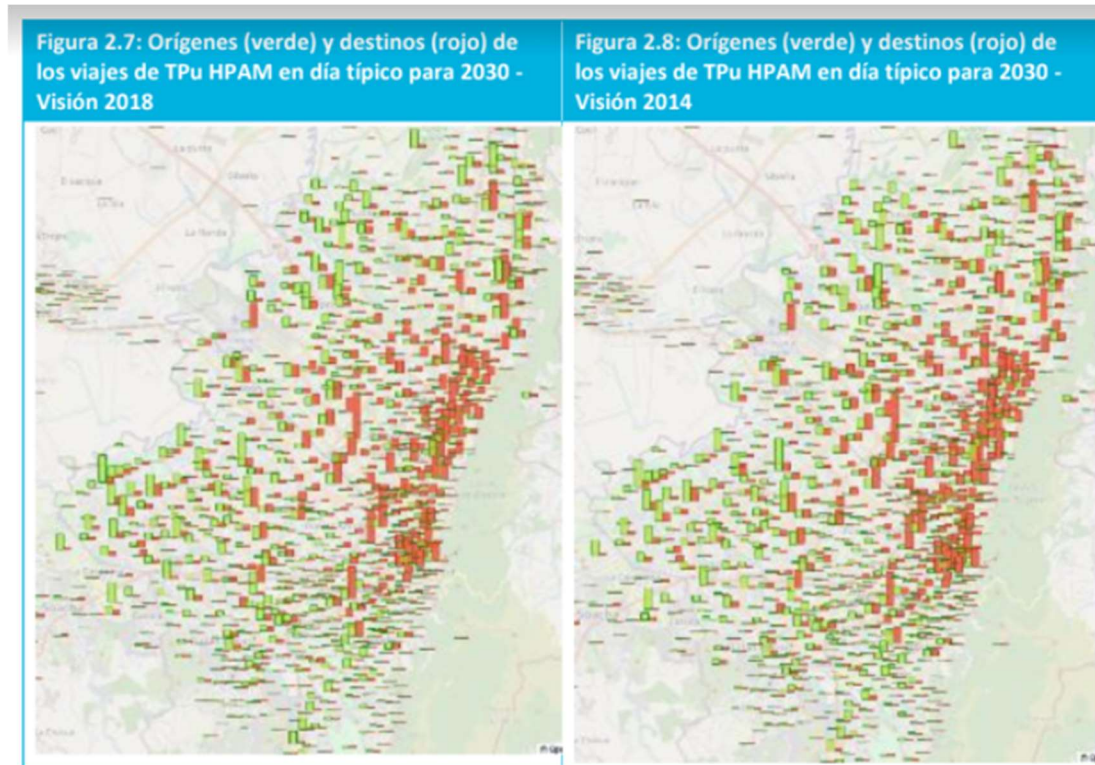 Figura 2.7: Orígenes (verde) y destinos (rojo) de
los viajes de TPu HPAM en día típico para 2030 -
Visión 2018
Figura 2.8: Orígenes (verde) y destinos (rojo) de
los viajes de TPu HPAM en día típico para 2030 -
Visión 2014